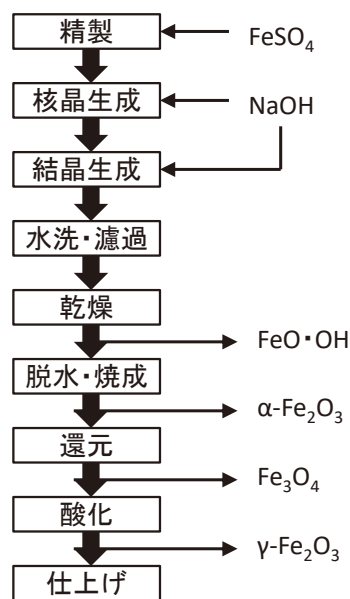 精製
FeSO₄
核晶生成
NaOH
結晶生成
水洗・濾過
乾燥
FeO・OH
脱水・焼成
α-Fe₂O₃
還元
Fe₃O₄
酸化
γ-Fe₂O₃
仕上げ